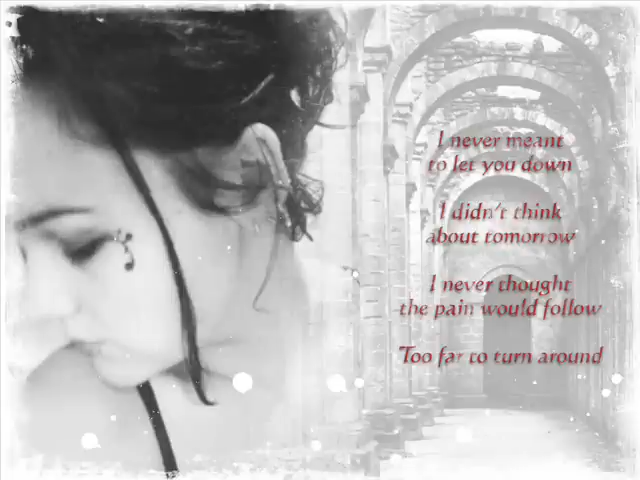 I never meant
to let you down
I didn't think
about tomorrow
I never thought
the pain would follow
Too far to turn around